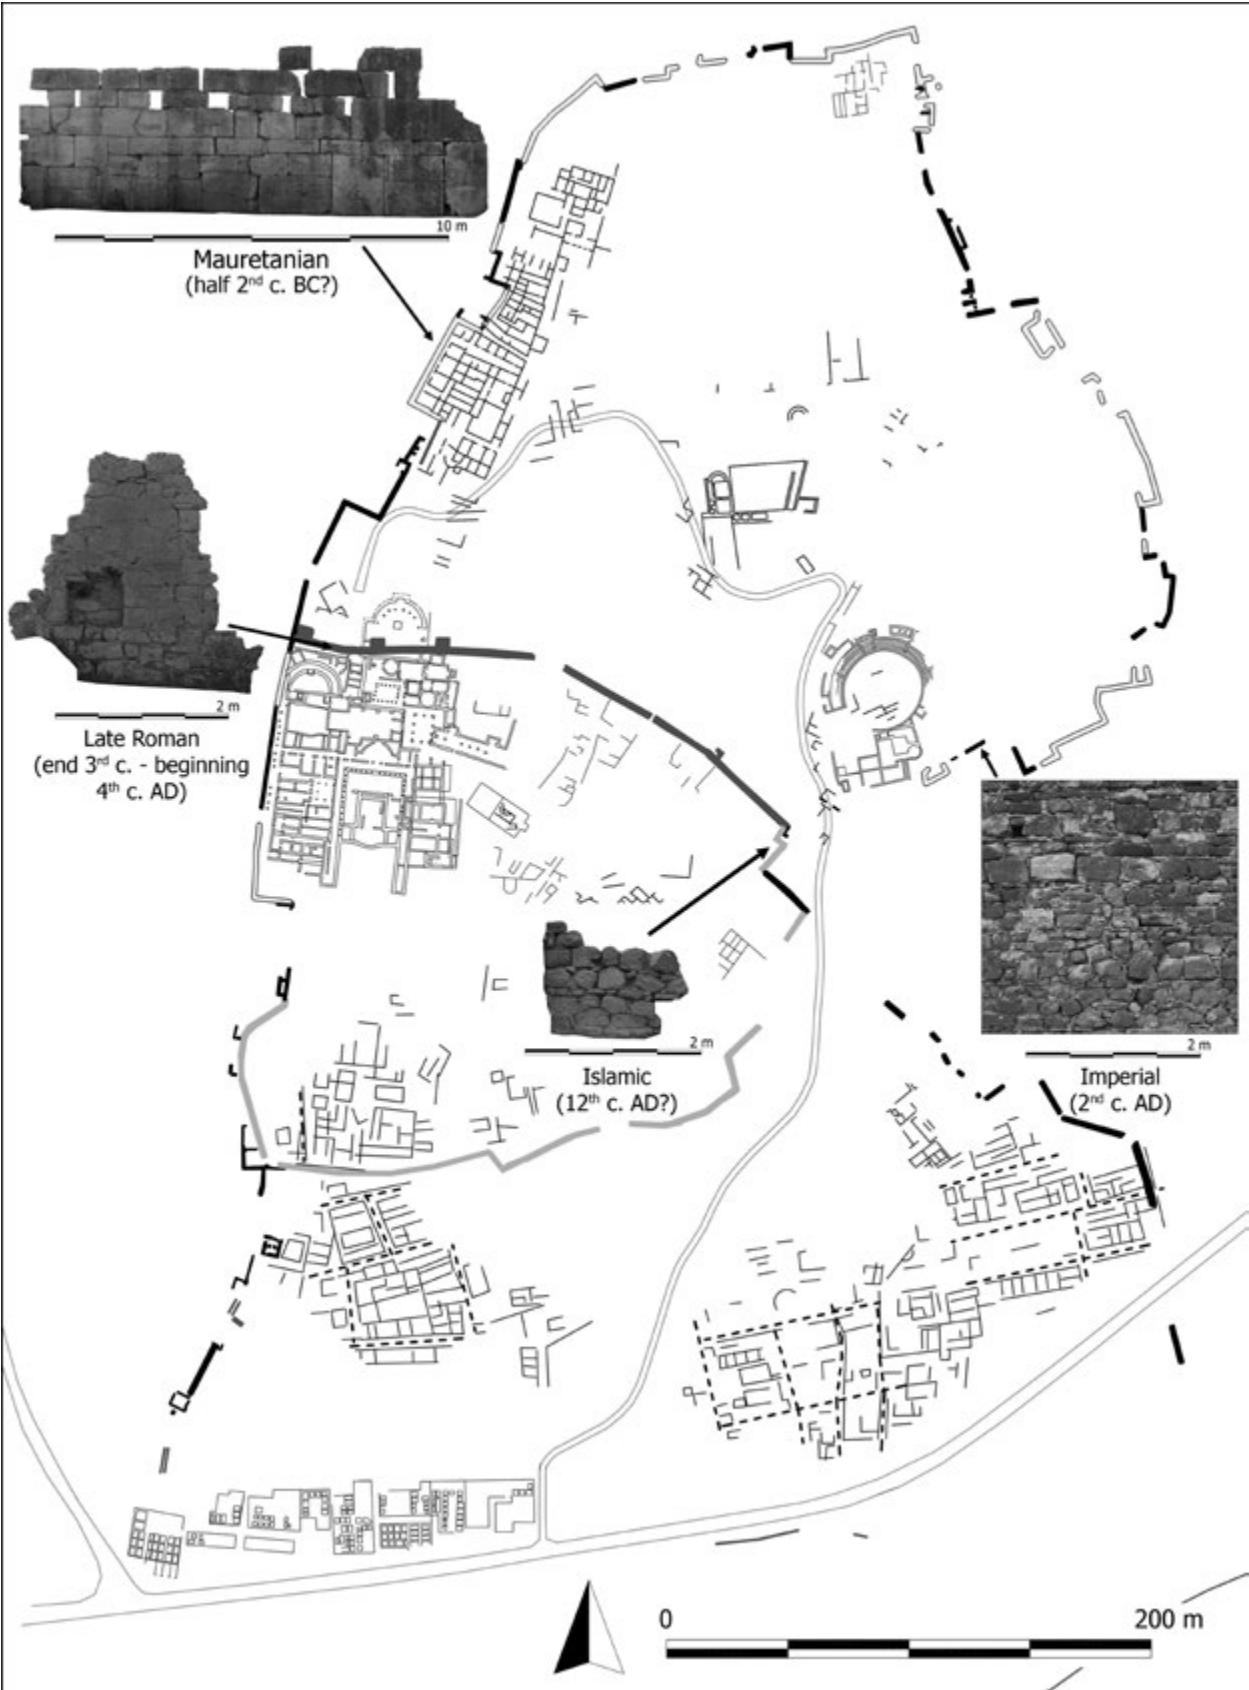 10 m
Mauretanian
(half 2nd c. BC?)
2 m
Late Roman
(end 3rd c. - beginning
4th c. AD)
2 m
Islamic
(12th c. AD?)
2 m
Imperial
(2nd c. AD)
0
200 m